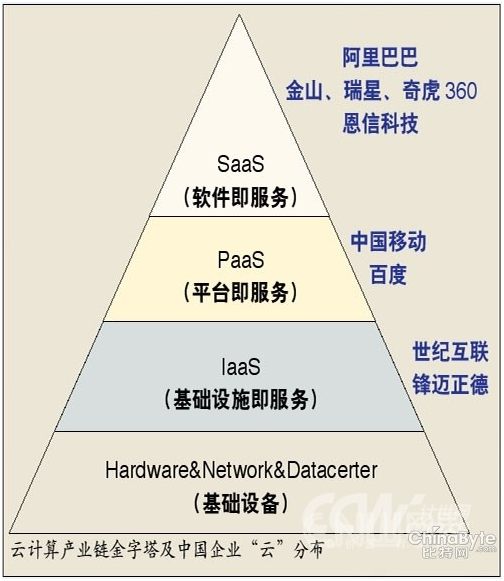 阿里巴巴
金山、瑞星、奇虎360
恩信科技
SaaS
（软件即服务）
中国移动
百度
PaaS
（平台即服务）
世纪互联
锋迈正德
IaaS
（基础设施即服务）
Hardware&Network&Datacerter
（基础设备）
云计算产业链金字塔及中国企业“云”分布
ChinaByte
比特网